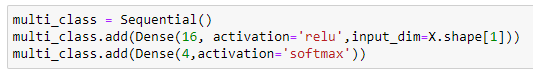 multi_class = Sequential()
multi_class.add(Dense(16, activation='relu',input_dim=X.shape[1]))
multi_class.add(Dense(4,activation='softmax'))